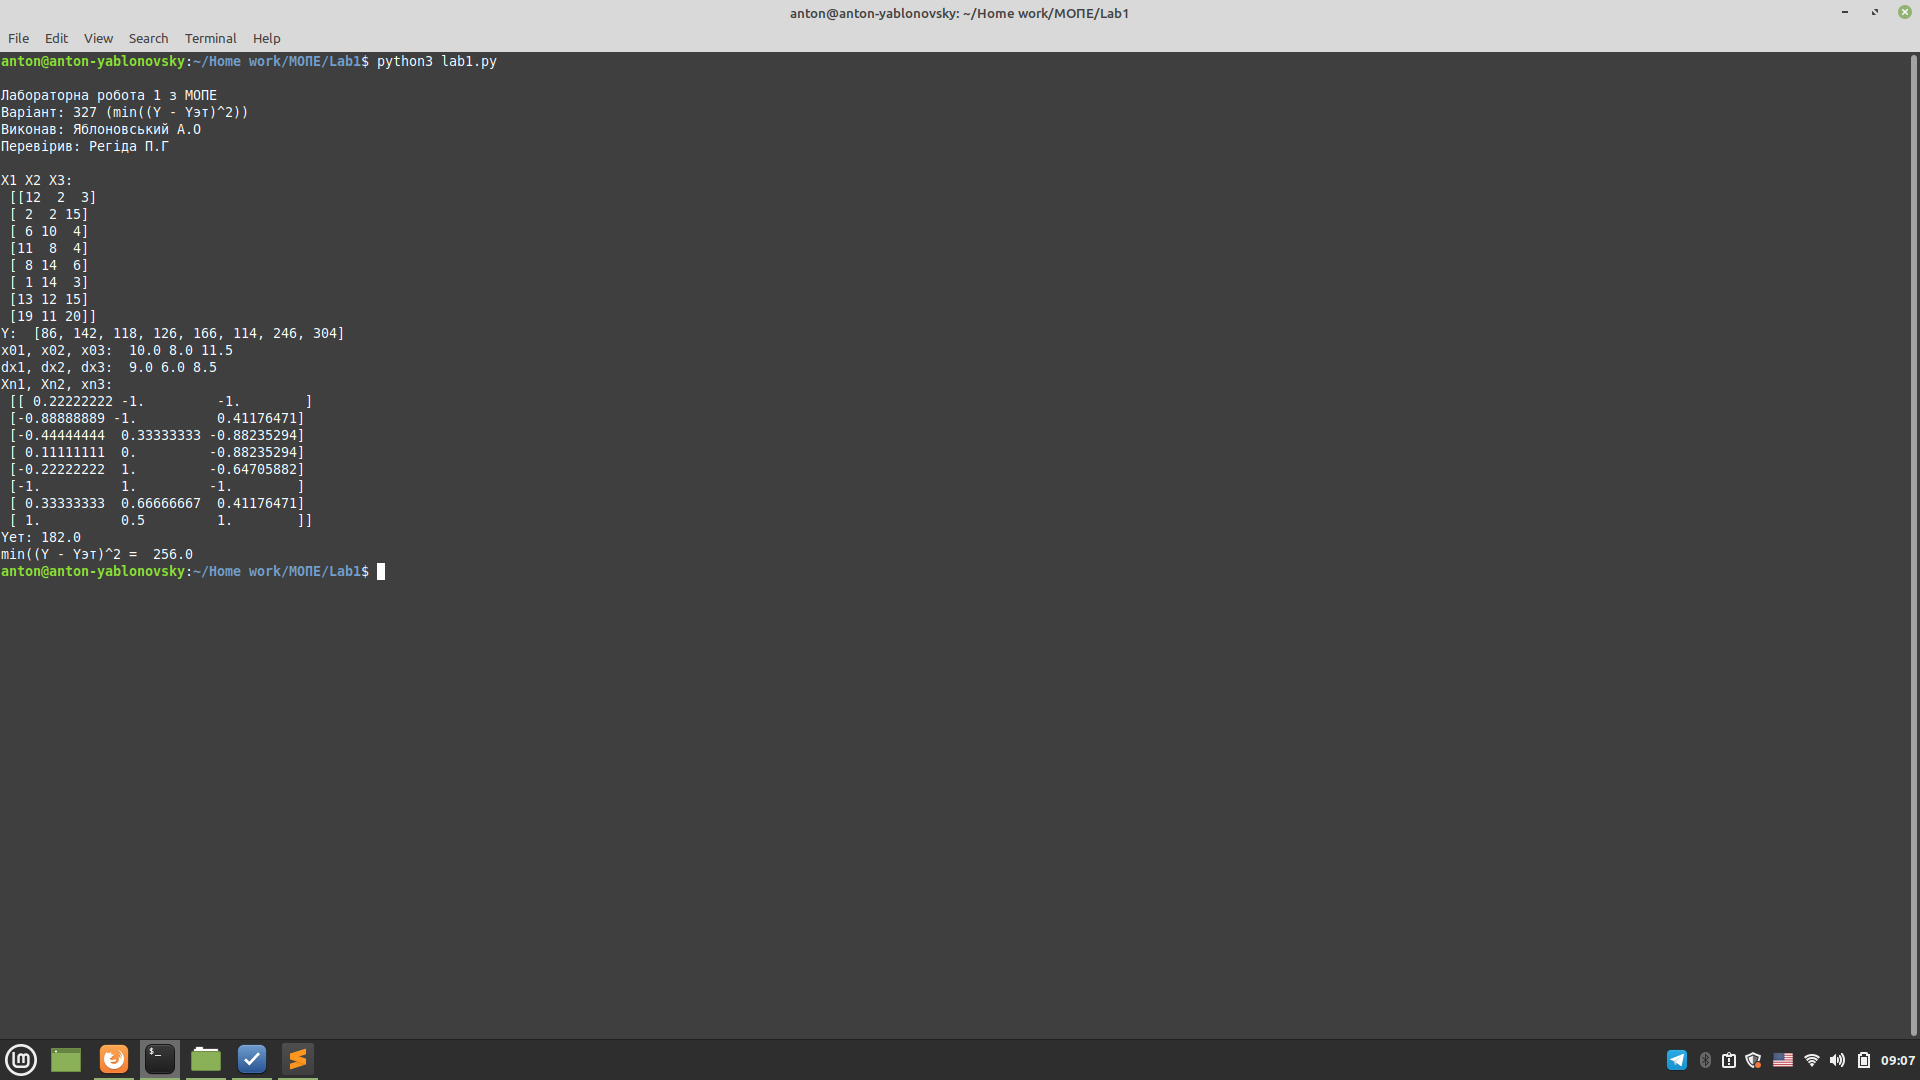 anton@anton-yablonovsky: ~/Home work/МОПЕ/Lab1
File Edit View Search Terminal Help
anton@anton-yablonovsky:~/Home work/МОПЕ/Lab1$ python3 lab1.py
Лабораторна робота 1 з МОПЕ
Варіант: 327 (min((Y - Yэт)^2))
Виконав: Яблоновський А.О
Перевірив: Регіда П.Г
X1 X2 X3:
[[12  2  3]
[ 2  2 15]
[ 6 10  4]
[11  8  4]
[ 8 14  6]
[ 1 14  3]
[13 12 15]
[19 11 20]]
Y:  [86, 142, 118, 126, 166, 114, 246, 304]
x01, x02, x03:  10.0 8.0 11.5
dx1, dx2, dx3:  9.0 6.0 8.5
Xn1, Xn2, xn3:
[[ 0.22222222 -1.         -1.        ]
[-0.88888889 -1.          0.41176471]
[-0.44444444  0.33333333 -0.88235294]
[ 0.11111111  0.         -0.88235294]
[-0.22222222  1.         -0.64705882]
[-1.          1.         -1.        ]
[ 0.33333333  0.66666667  0.41176471]
[ 1.          0.5         1.        ]]
Yет: 182.0
min((Y - Yэт)^2 =  256.0
anton@anton-yablonovsky:~/Home work/МОПЕ/Lab1$
09:07